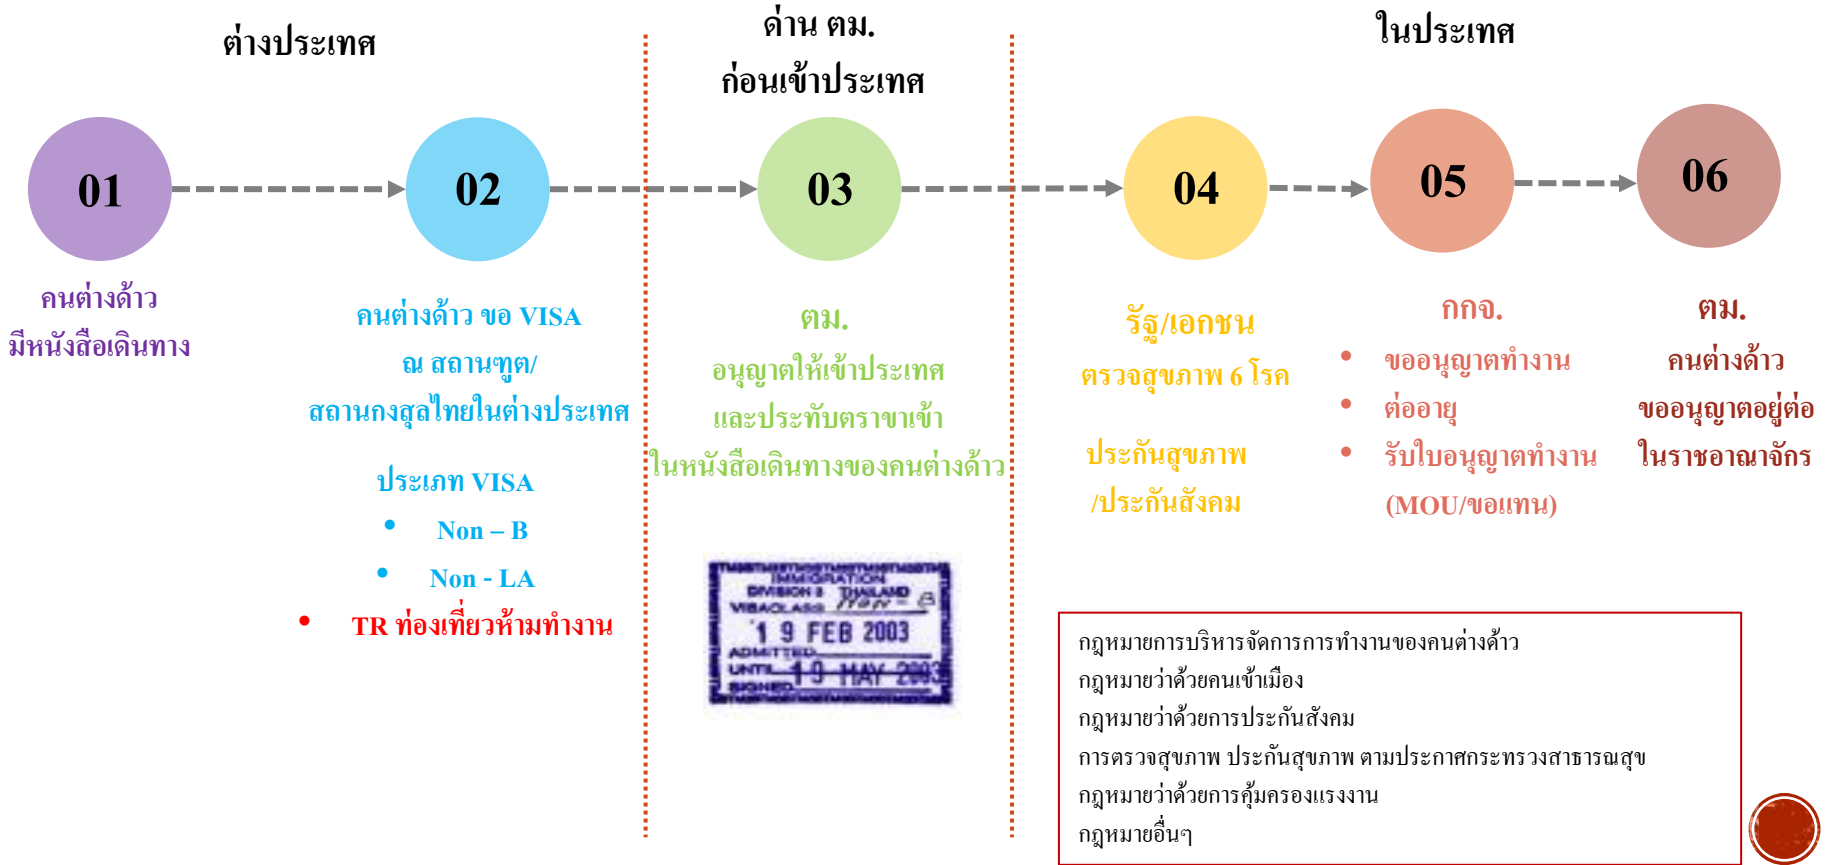 ต่างประเทศ
ด่าน ตม.
ก่อนเข้าประเทศ
ในประเทศ
01
02
03
04
05
06
คนต่างด้าว
มีหนังสือเดินทาง
คนต่างด้าว ขอ VISA
ณ สถานฑูต/
สถานกงสุลไทยในต่างประเทศ
ประเภท VISA
• Non – B
• Non - LA
• TR ท่องเที่ยวห้ามทำงาน
ตม.
อนุญาตให้เข้าประเทศ
และประทับตราขาเข้า
ในหนังสือเดินทางของคนต่างด้าว
IMMIGRATION
DIVISION 8 THAILAND
VISACLASS Non - B
19 FEB 2003
ADMITTED
UNTIL 19 MAY 2003
SIGNED
รัฐ/เอกชน
ตรวจสุขภาพ 6 โรค
ประกันสุขภาพ
/ประกันสังคม
กกจ.
• ขออนุญาตทำงาน
• ต่ออายุ
• รับใบอนุญาตทำงาน
(MOU/ขอแทน)
ตม.
คนต่างด้าว
ขออนุญาตอยู่ต่อ
ในราชอาณาจักร
กฎหมายการบริหารจัดการการทำงานของคนต่างด้าว
กฎหมายว่าด้วยคนเข้าเมือง
กฎหมายว่าด้วยการประกันสังคม
การตรวจสุขภาพ ประกันสุขภาพ ตามประกาศกระทรวงสาธารณสุข
กฎหมายว่าด้วยการคุ้มครองแรงงาน
กฎหมายอื่นๆ